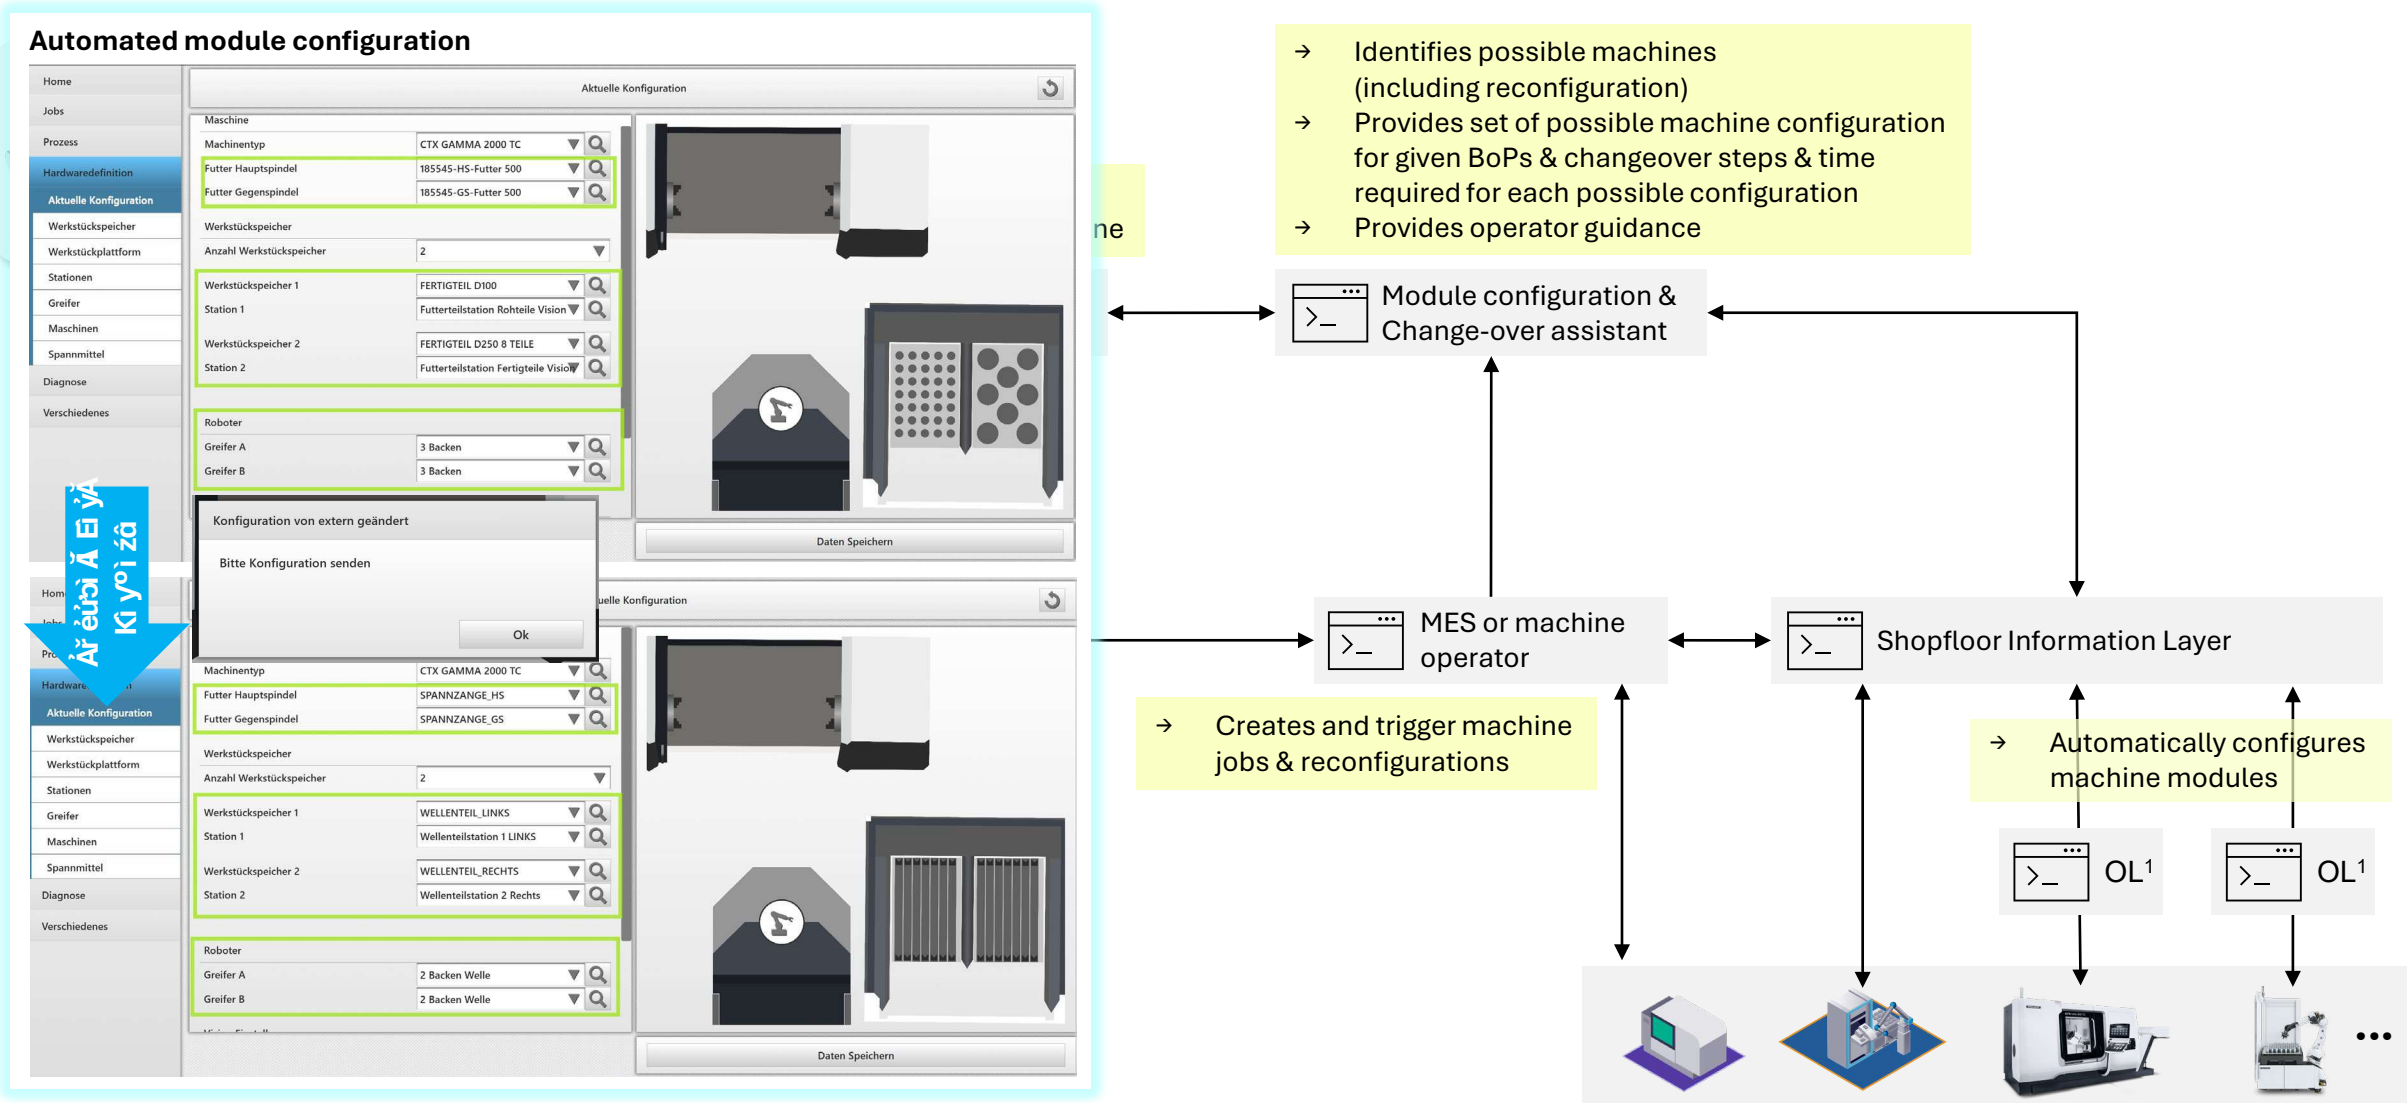 Automated module configuration
Home
Jobs
Prozess
Hardwaredefinition
Aktuelle Konfiguration
Werkstückspeicher
Werkstückplattform
Stationen
Greifer
Maschinen
Spannmittel
Diagnose
Verschiedenes
Aktuelle Konfiguration
Maschine
Machinentyp CTX GAMMA 2000 TC
Futter Hauptspindel 185545-HS-Futter 500
Futter Gegenspindel 185545-GS-Futter 500
Werkstückspeicher
Anzahl Werkstückspeicher 2
Werkstückspeicher 1 FERTIGTEIL D100
Station 1 Futterteilstation Rohteile Vision
Werkstückspeicher 2 FERTIGTEIL D250 8 TEILE
Station 2 Futterteilstation Fertigteile Vision
Roboter
Greifer A 3 Backen
Greifer B 3 Backen
Daten Speichern
Konfiguration von extern geändert
Bitte Konfiguration senden
Ok
Aktuelle Konfiguration
Werkstückspeicher
Werkstückplattform
Stationen
Greifer
Maschinen
Spannmittel
Diagnose
Verschiedenes
uelle Konfiguration
Machinentyp CTX GAMMA 2000 TC
Futter Hauptspindel SPANNZANGE_HS
Futter Gegenspindel SPANNZANGE_GS
Werkstückspeicher
Anzahl Werkstückspeicher 2
Werkstückspeicher 1 WELLENTEIL_LINKS
Station 1 Wellenteilstation 1 LINKS
Werkstückspeicher 2 WELLENTEIL_RECHTS
Station 2 Wellenteilstation 2 Rechts
Roboter
Greifer A 2 Backen Welle
Greifer B 2 Backen Welle
Daten Speichern
ne
→ Identifies possible machines
(including reconfiguration)
→ Provides set of possible machine configuration
for given BoPs & changeover steps & time
required for each possible configuration
→ Provides operator guidance
Module configuration &
Change-over assistant
MES or machine
operator
Shopfloor Information Layer
→ Creates and trigger machine
jobs & reconfigurations
→ Automatically configures
machine modules
OL¹
OL¹